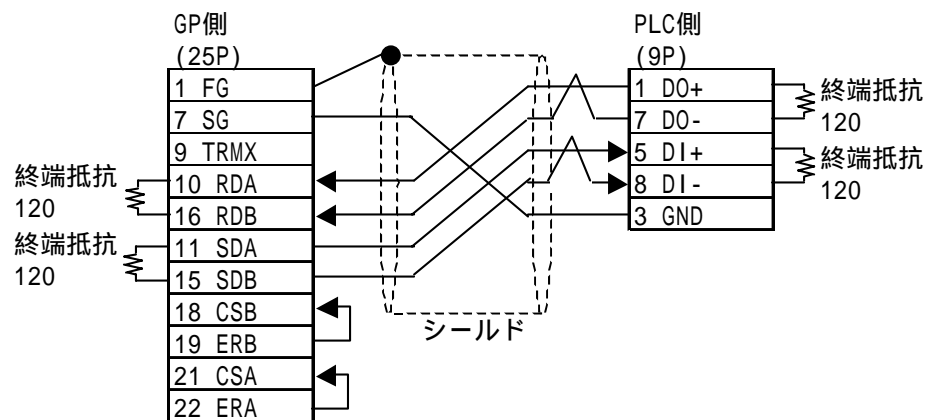 GP側
(25P)
1 FG
7 SG
9 TRMX
10 RDA
16 RDB
11 SDA
15 SDB
18 CSB
19 ERB
21 CSA
22 ERA
終端抵抗
120
終端抵抗
120
シールド
PLC側
(9P)
1 DO+
7 DO-
5 DI+
8 DI-
3 GND
終端抵抗
120
終端抵抗
120